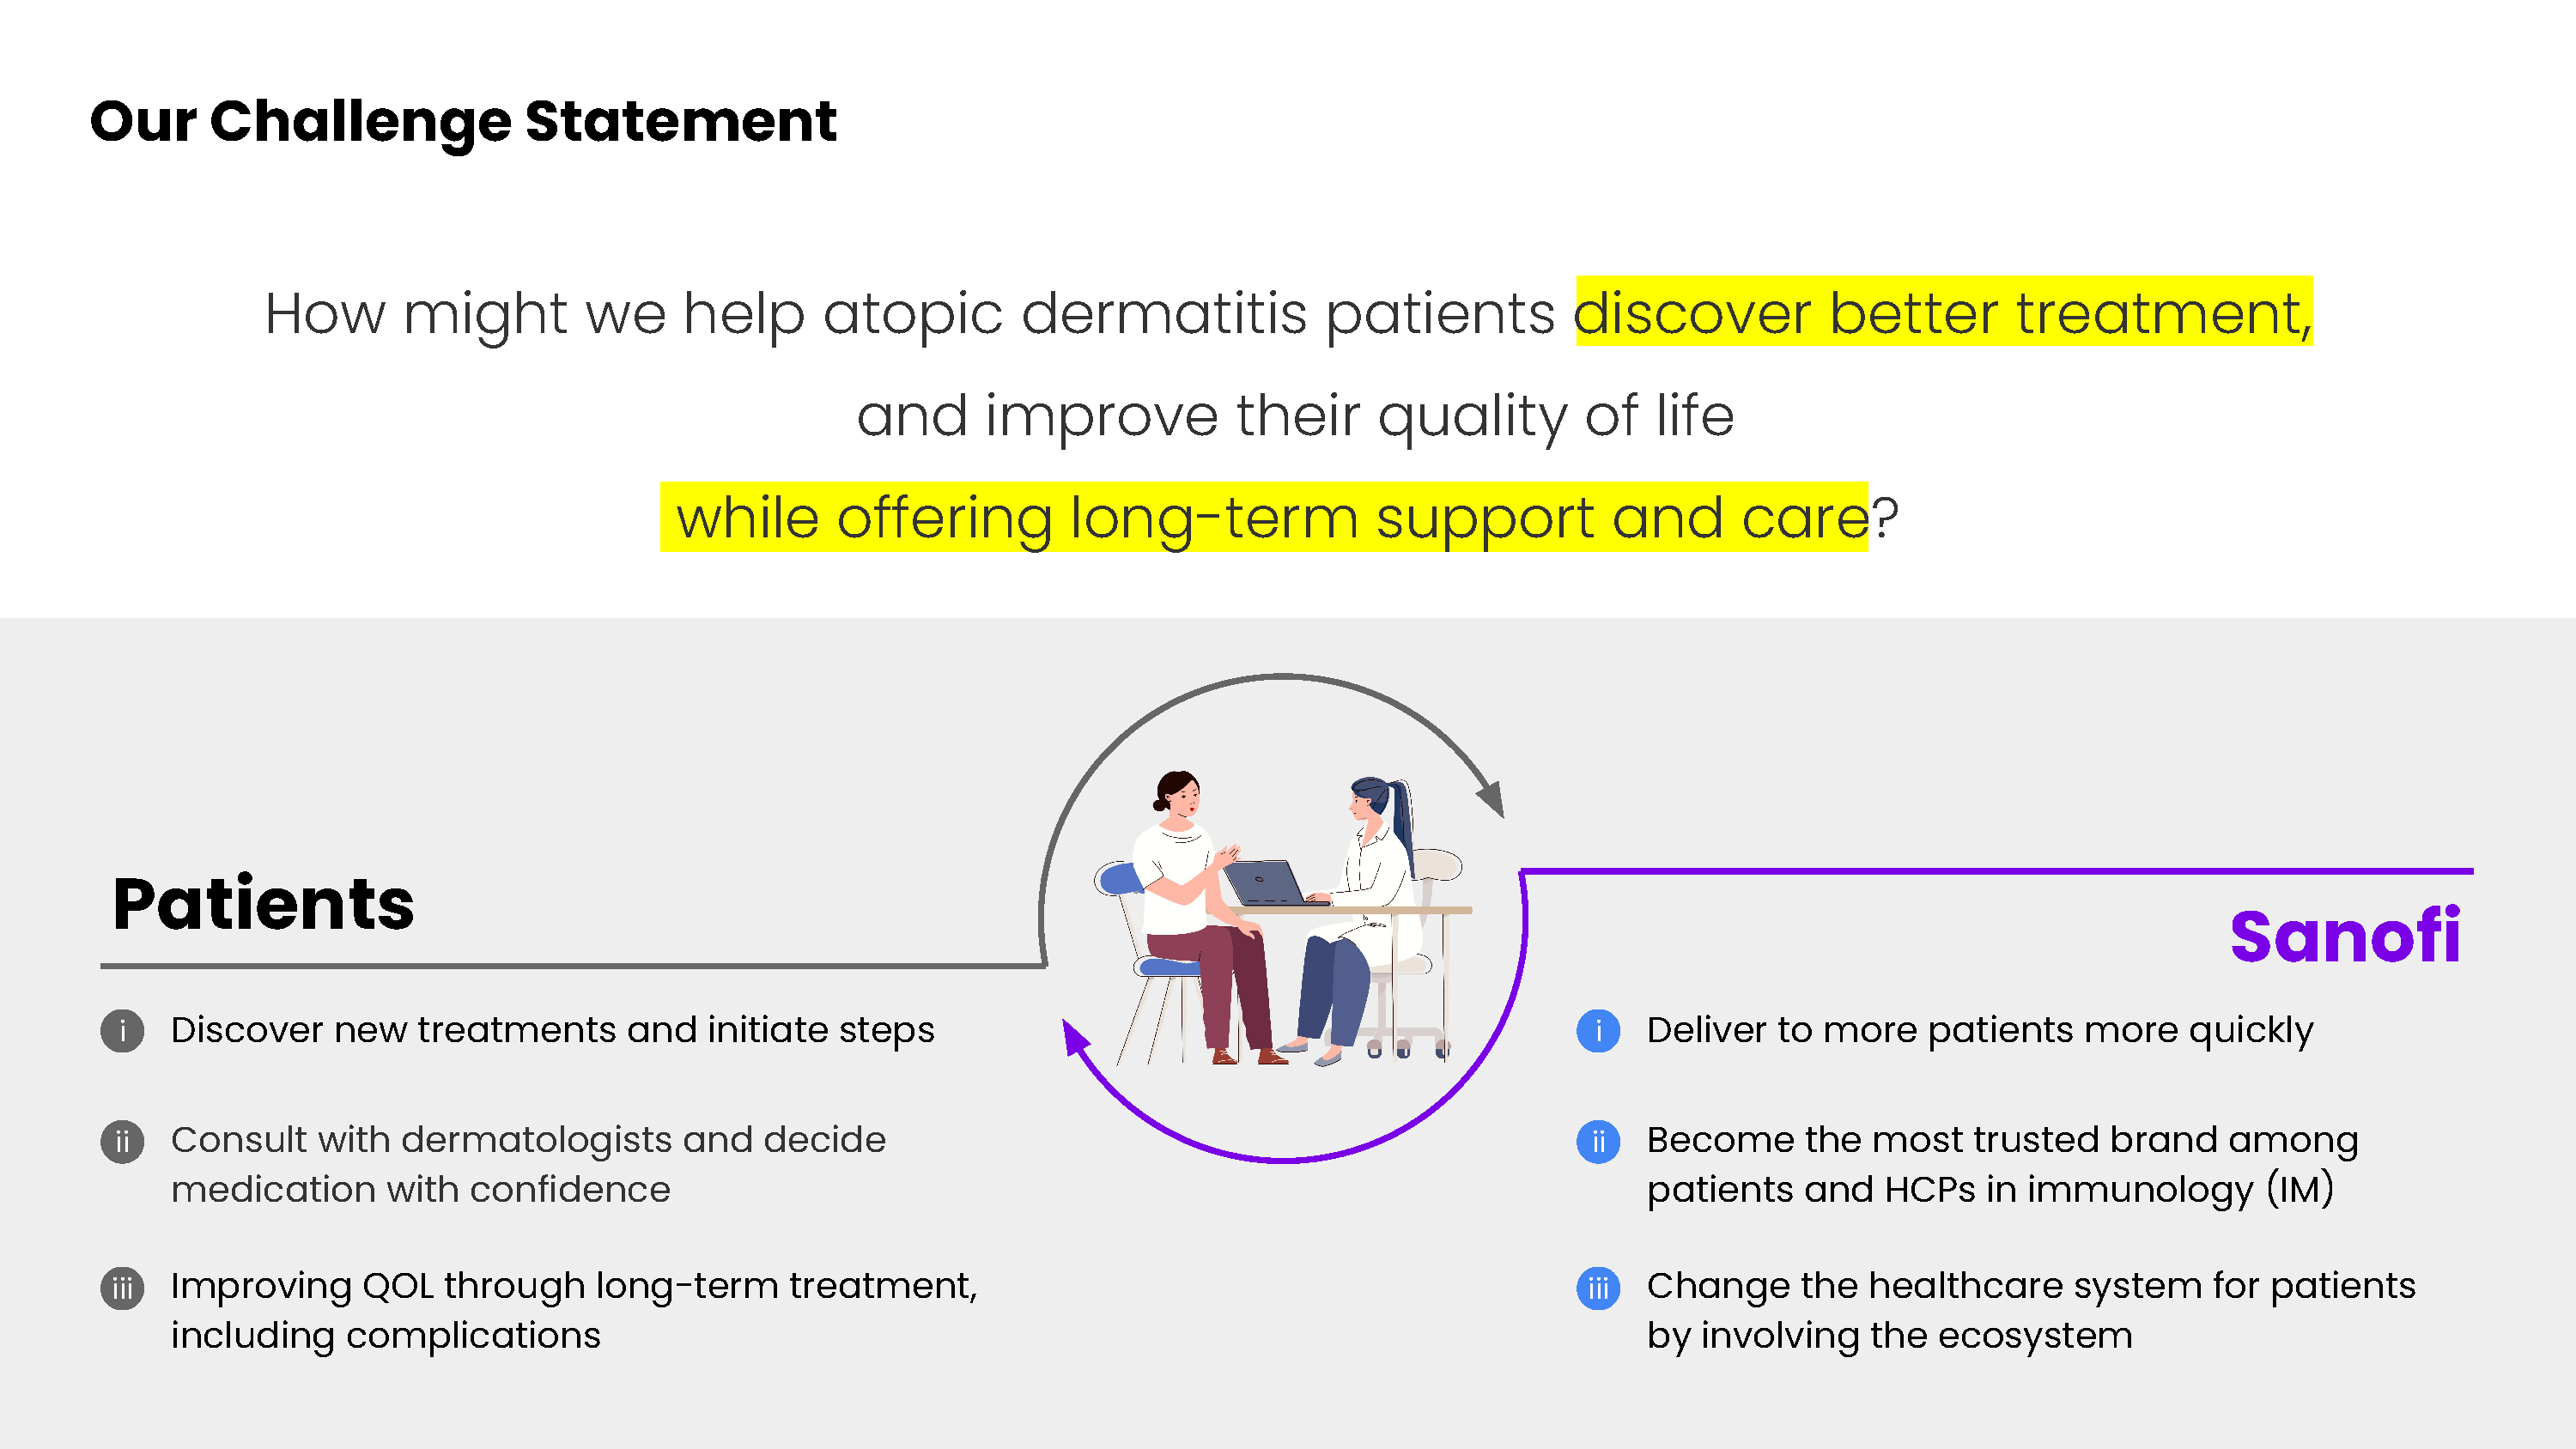 Our Challenge Statement
How might we help atopic dermatitis patients discover better treatment,
and improve their quality of life
while offering long-term support and care?
Patients
i Discover new treatments and initiate steps
ii Consult with dermatologists and decide
medication with confidence
iii Improving QOL through long-term treatment,
including complications
Sanofi
i Deliver to more patients more quickly
ii Become the most trusted brand among
patients and HCPs in immunology (IM)
iii Change the healthcare system for patients
by involving the ecosystem